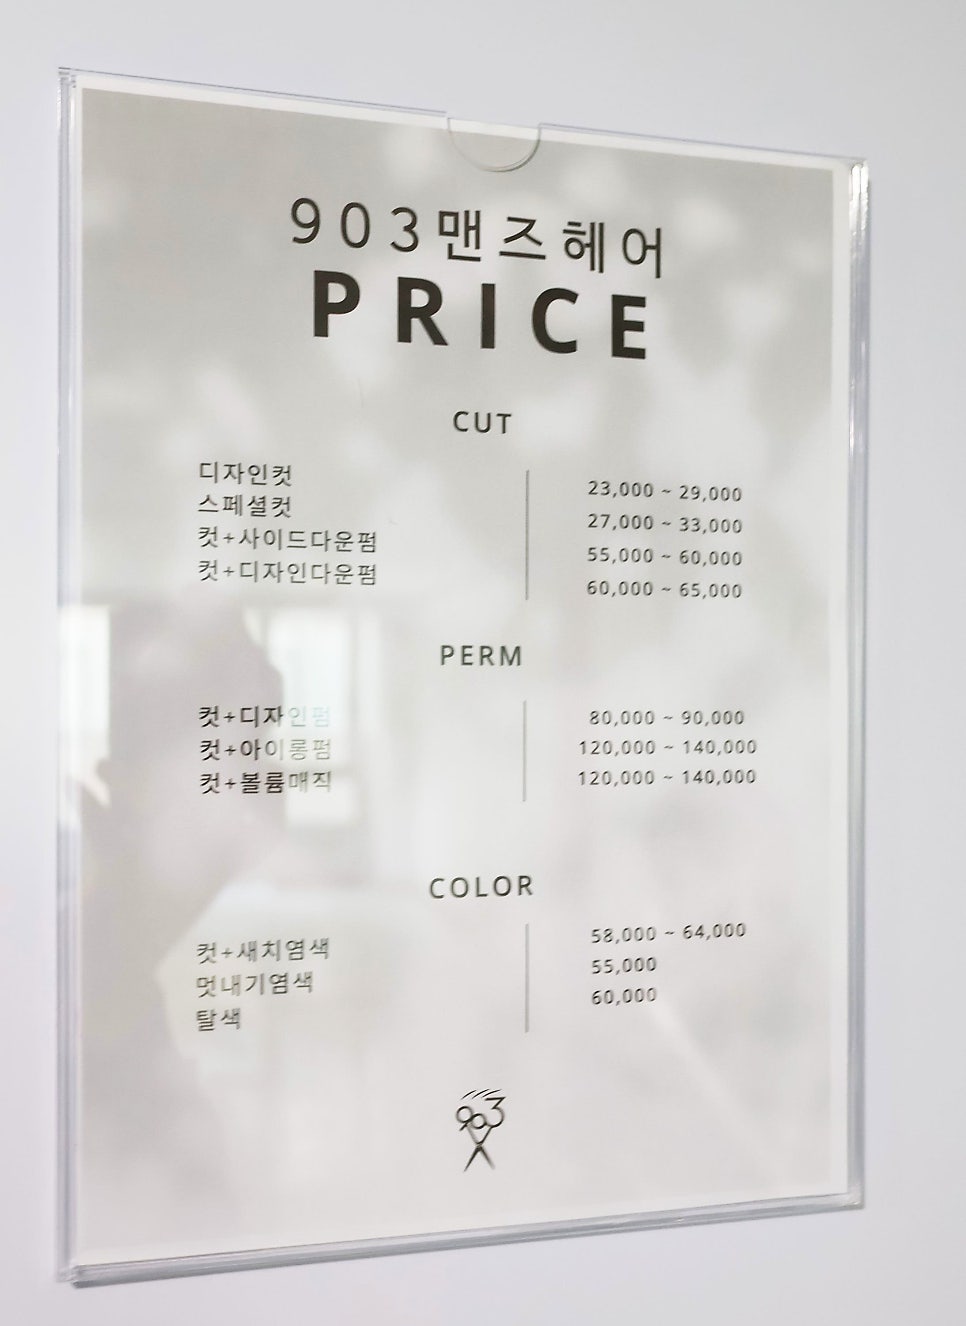 903맨즈헤어
PRICE
CUT
디자인컷 23,000 ~ 29,000
스페셜컷 27,000 ~ 33,000
컷+사이드다운펌 55,000 ~ 60,000
컷+디자인다운펌 60,000 ~ 65,000
PERM
컷+디자인펌 80,000 ~ 90,000
컷+아이롱펌 120,000 ~ 140,000
컷+볼륨매직 120,000 ~ 140,000
COLOR
컷+새치염색 58,000 ~ 64,000
멋내기염색 55,000
탈색 60,000
903